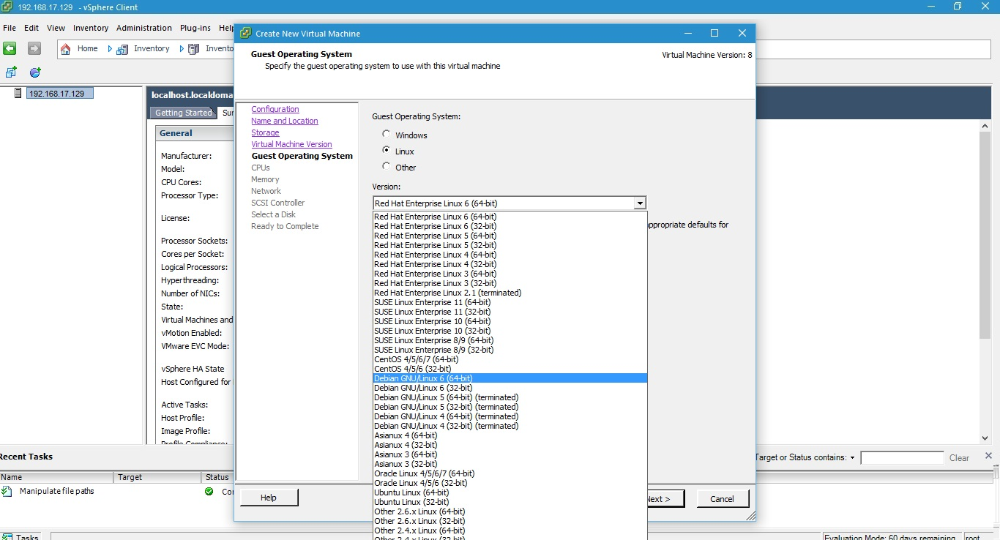 192.168.17.129 - vSphere Client
File Edit View Inventory Administration Plug-ins Help
Home Inventory Invento
192.168.17.129
localhost.localdoma
Getting Started Su
General
Manufacturer:
Model:
CPU Cores:
Processor Type:
License:
Processor Sockets:
Cores per Socket:
Logical Processors:
Hyperthreading:
Number of NICs:
State:
Virtual Machines and
vMotion Enabled:
VMware EVC Mode:
vSphere HA State
Host Configured for
Active Tasks:
Host Profile:
Image Profile:
Profile Compliance:
Create New Virtual Machine
Guest Operating System
Specify the guest operating system to use with this virtual machine
Virtual Machine Version: 8
Configuration
Name and Location
Storage
Virtual Machine Version
Guest Operating System
CPUs
Memory
Network
SCSI Controller
Select a Disk
Ready to Complete
Guest Operating System:
Windows
Linux
Other
Version:
Red Hat Enterprise Linux 6 (64-bit)
appropriate defaults for
Red Hat Enterprise Linux 6 (64-bit)
Red Hat Enterprise Linux 6 (32-bit)
Red Hat Enterprise Linux 5 (64-bit)
Red Hat Enterprise Linux 5 (32-bit)
Red Hat Enterprise Linux 4 (64-bit)
Red Hat Enterprise Linux 4 (32-bit)
Red Hat Enterprise Linux 3 (64-bit)
Red Hat Enterprise Linux 3 (32-bit)
Red Hat Enterprise Linux 2.1 (terminated)
SUSE Linux Enterprise 11 (64-bit)
SUSE Linux Enterprise 11 (32-bit)
SUSE Linux Enterprise 10 (64-bit)
SUSE Linux Enterprise 10 (32-bit)
SUSE Linux Enterprise 8/9 (64-bit)
SUSE Linux Enterprise 8/9 (32-bit)
CentOS 4/5/6/7 (64-bit)
CentOS 4/5/6 (32-bit)
Debian GNU/Linux 6 (64-bit)
Debian GNU/Linux 6 (32-bit)
Debian GNU/Linux 5 (64-bit) (terminated)
Debian GNU/Linux 5 (32-bit) (terminated)
Debian GNU/Linux 4 (64-bit) (terminated)
Debian GNU/Linux 4 (32-bit) (terminated)
Asianux 4 (64-bit)
Asianux 4 (32-bit)
Asianux 3 (64-bit)
Asianux 3 (32-bit)
Oracle Linux 4/5/6/7 (64-bit)
Oracle Linux 4/5/6 (32-bit)
Ubuntu Linux (64-bit)
Ubuntu Linux (32-bit)
Other 2.6.x Linux (64-bit)
Other 2.6.x Linux (32-bit)
Other 2.4.x Linux (64-bit)
Other 2.4.x Linux (32-bit)
Help
Next >
Cancel
Recent Tasks
Target or Status contains: Clear
Name Target Status
Manipulate file paths Co
Tasks
Evaluation Mode: 60 days remaining root